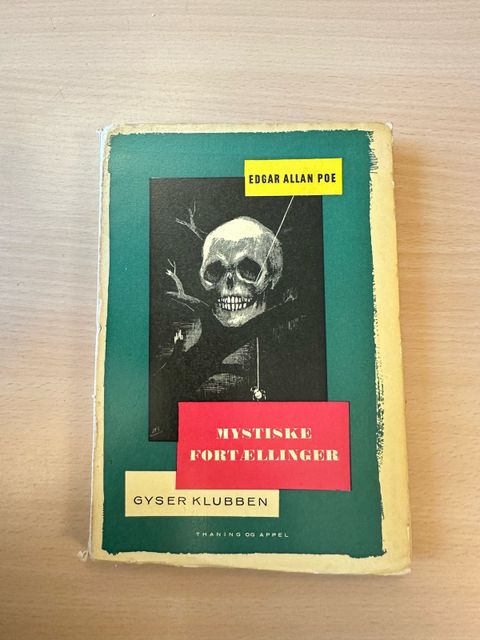 EDGAR ALLAN POE
MYSTISKE
FORTÆLLINGER
GYSER KLUBBEN
THANING OG APPEL